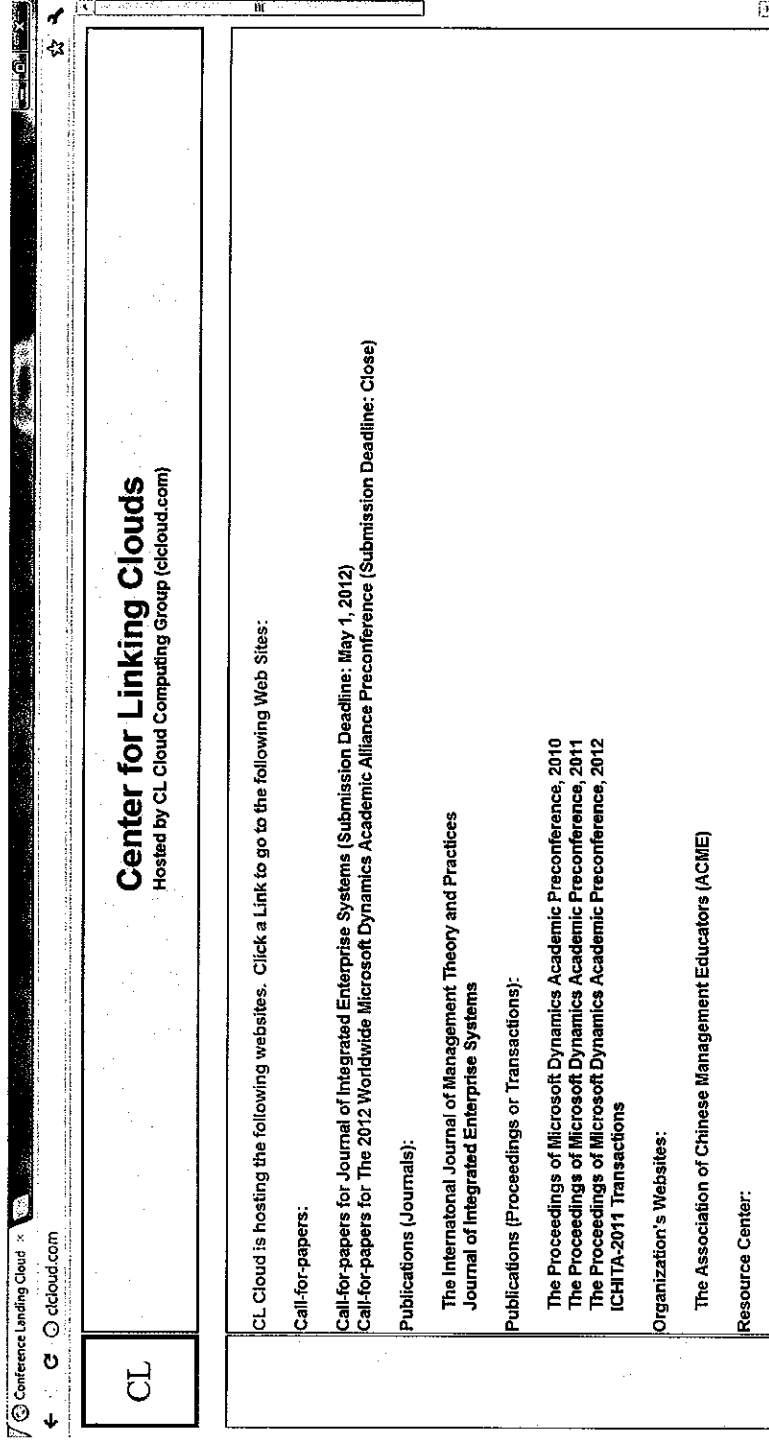 Conference Landing Cloud ×
clcloud.com
CL
Center for Linking Clouds
Hosted by CL Cloud Computing Group (clcloud.com)
CL Cloud is hosting the following websites. Click a Link to go to the following Web Sites:
Call-for-papers:
Call-for-papers for Journal of Integrated Enterprise Systems (Submission Deadline: May 1, 2012)
Call-for-papers for The 2012 Worldwide Microsoft Dynamics Academic Alliance Preconference (Submission Deadline: Close)
Publications (Journals):
The Internatonal Journal of Management Theory and Practices
Journal of Integrated Enterprise Systems
Publications (Proceedings or Transactions):
The Proceedings of Microsoft Dynamics Academic Preconference, 2010
The Proceedings of Microsoft Dynamics Academic Preconference, 2011
The Proceedings of Microsoft Dynamics Academic Preconference, 2012
ICHITA-2011 Transactions
Organization's Websites:
The Association of Chinese Management Educators (ACME)
Resource Center: